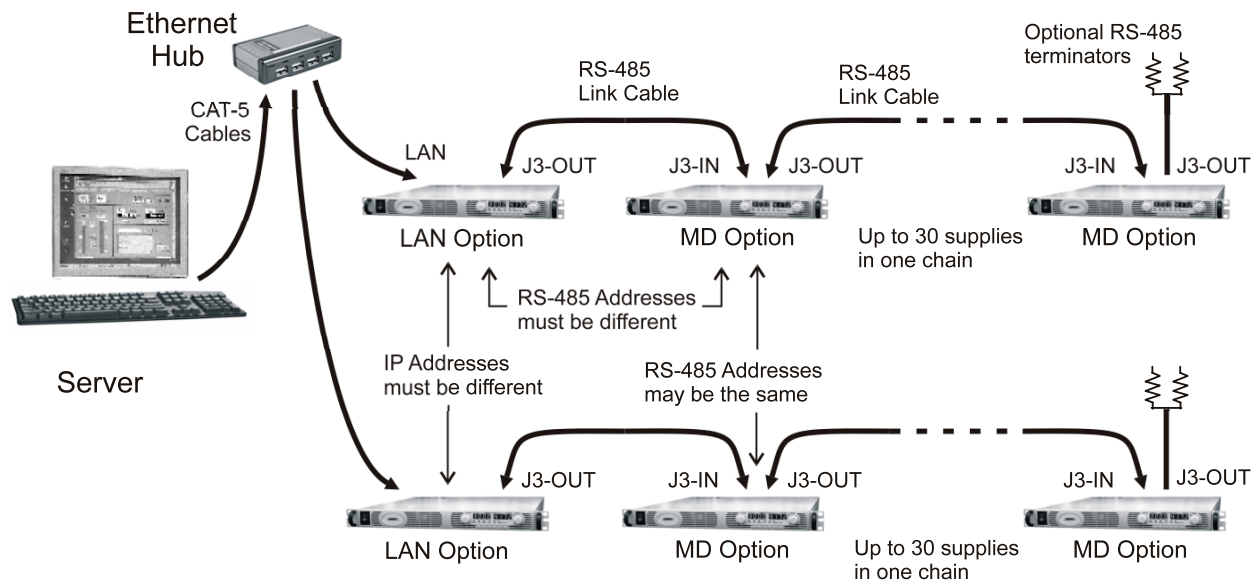 Ethernet
Hub
CAT-5
Cables
LAN
RS-485
Link Cable
RS-485
Link Cable
Optional RS-485
terminators
J3-OUT
J3-IN
J3-OUT
J3-IN
J3-OUT
LAN Option
MD Option
Up to 30 supplies
in one chain
MD Option
RS-485 Addresses
must be different
IP Addresses
must be different
RS-485 Addresses
may be the same
Server
J3-OUT
J3-IN
J3-OUT
J3-IN
J3-OUT
LAN Option
MD Option
Up to 30 supplies
in one chain
MD Option